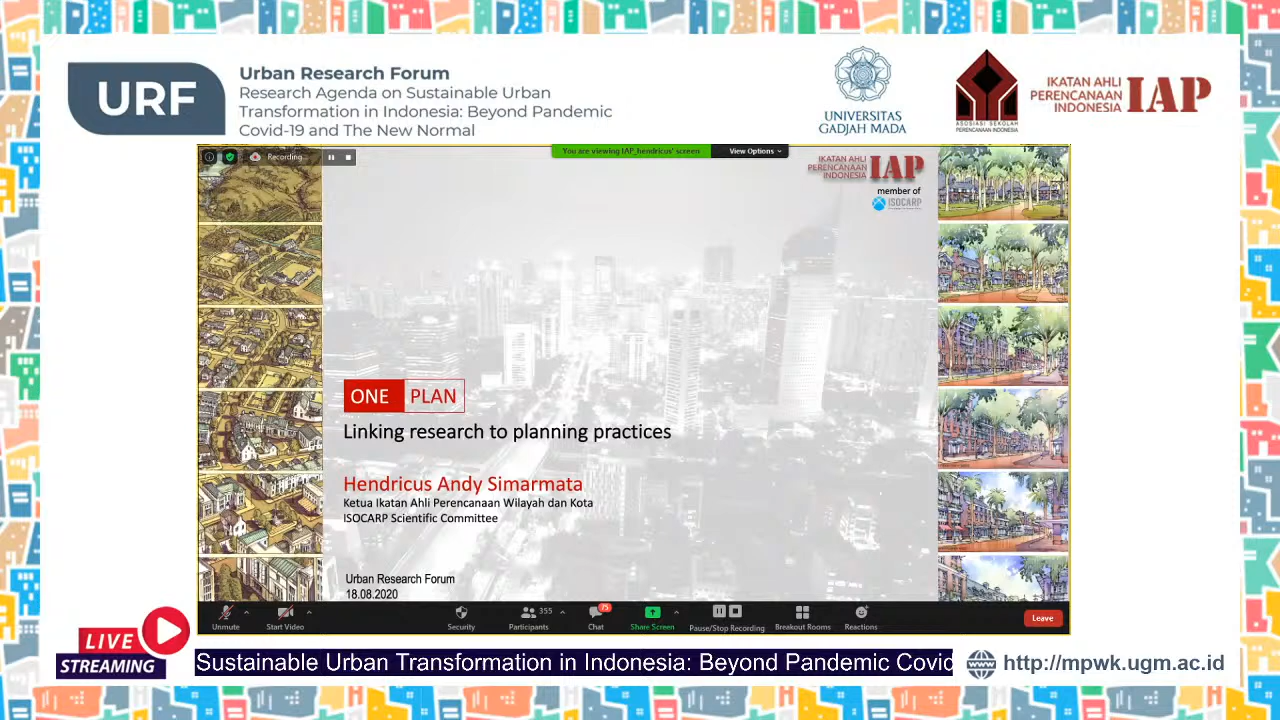 URF
Urban Research Forum
Research Agenda on Sustainable Urban
Transformation in Indonesia: Beyond Pandemic
Covid-19 and The New Normal
UNIVERSITAS
GADJAH MADA
ASOSIASI SEKOLAH
PERENCANAAN INDONESIA
IKATAN AHLI
PERENCANAAN
INDONESIA
IAP
Recording
You are viewing IAP_hendricus' screen
View Options
IKATAN AHLI
PERENCANAAN
INDONESIA
IAP
member of
ISOCARP
ONE PLAN
Linking research to planning practices
Hendricus Andy Simarmata
Ketua Ikatan Ahli Perencanaan Wilayah dan Kota
ISOCARP Scientific Committee
Urban Research Forum
18.08.2020
Unmute
Start Video
Security
355
Participants
75
Chat
Share Screen
Pause/Stop Recording
Breakout Rooms
Reactions
Leave
LIVE
STREAMING
Sustainable Urban Transformation in Indonesia: Beyond Pandemic Covid
http://mpwk.ugm.ac.id